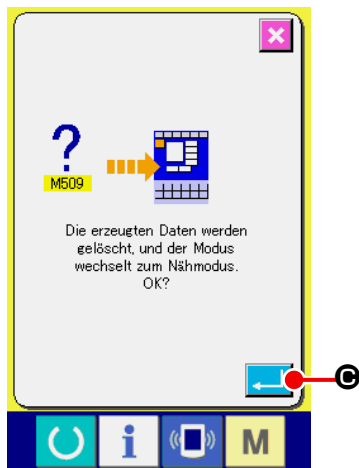 ?
M509
Die erzeugten Daten werden
gelöscht, und der Modus
wechselt zum Nähmodus.
OK?
C
i
M